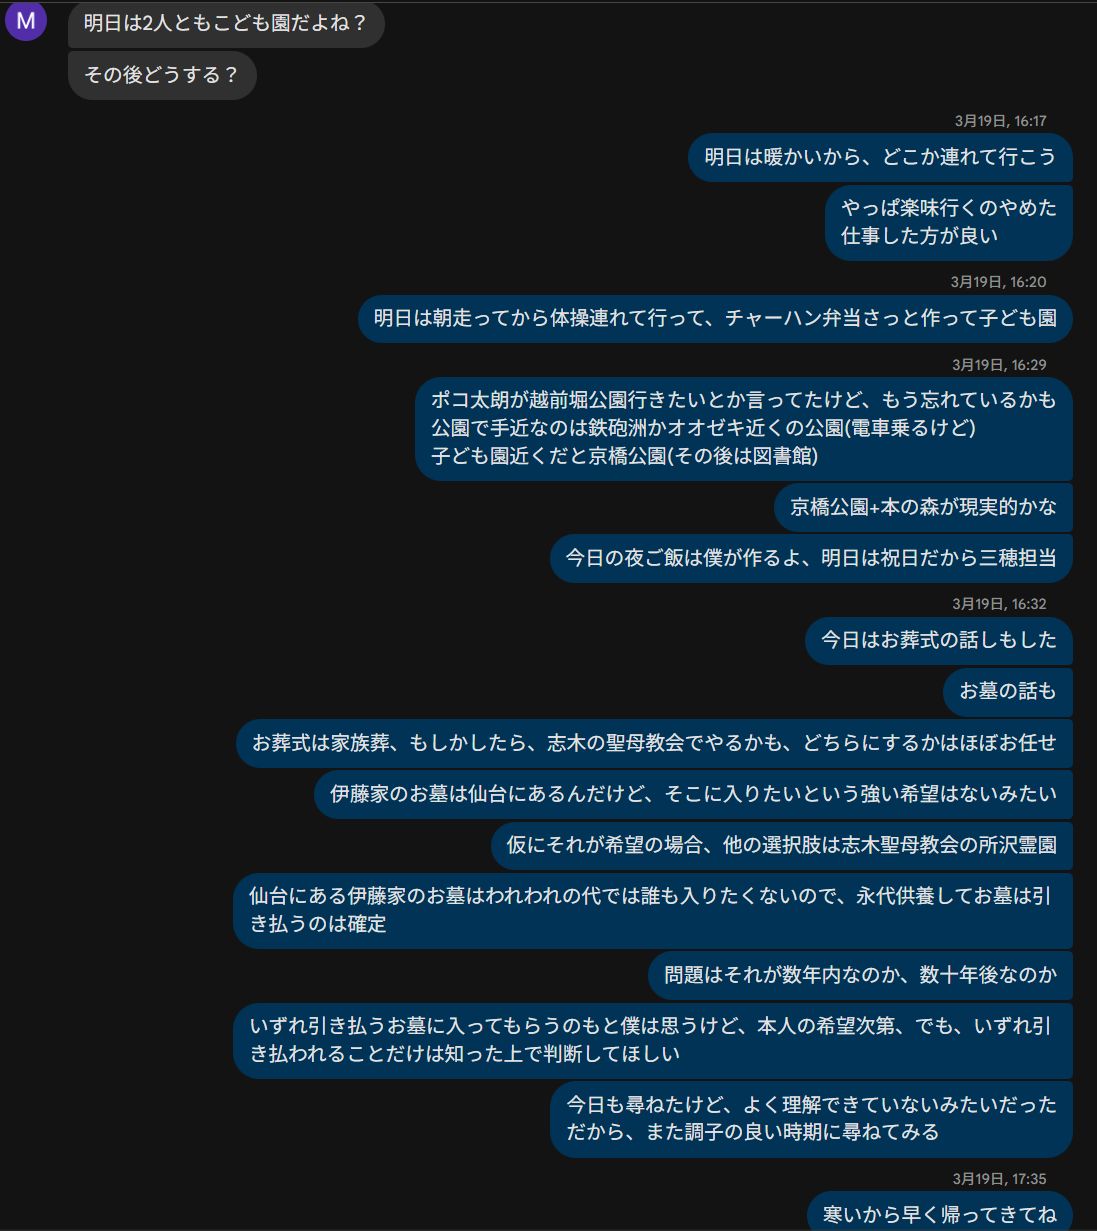 M
明日は2人ともこども園だよね？
その後どうする？
3月19日, 16:17
明日は暖かいから、どこか連れて行こう
やっぱ楽味行くのやめた
仕事した方が良い
3月19日, 16:20
明日は朝走ってから体操連れて行って、チャーハン弁当さっと作って子ども園
3月19日, 16:29
ポコ太朗が越前堀公園行きたいとか言ってたけど、もう忘れているかも
公園で手近なのは鉄砲洲かオオゼキ近くの公園(電車乗るけど)
子ども園近くだと京橋公園(その後は図書館)
京橋公園+本の森が現実的かな
今日の夜ご飯は僕が作るよ、明日は祝日だから三穂担当
3月19日, 16:32
今日はお葬式の話しもした
お墓の話も
お葬式は家族葬、もしかしたら、志木の聖母教会でやるかも、どちらにするかはほぼお任せ
伊藤家のお墓は仙台にあるんだけど、そこに入りたいという強い希望はないみたい
仮にそれが希望の場合、他の選択肢は志木聖母教会の所沢霊園
仙台にある伊藤家のお墓はわれわれの代では誰も入りたくないので、永代供養してお墓は引
き払うのは確定
問題はそれが数年内なのか、数十年後なのか
いずれ引き払うお墓に入ってもらうのもと僕は思うけど、本人の希望次第、でも、いずれ引
き払われることだけは知った上で判断してほしい
今日も尋ねたけど、よく理解できていないみたいだった
だから、また調子の良い時期に尋ねてみる
3月19日, 17:35
寒いから早く帰ってきてね